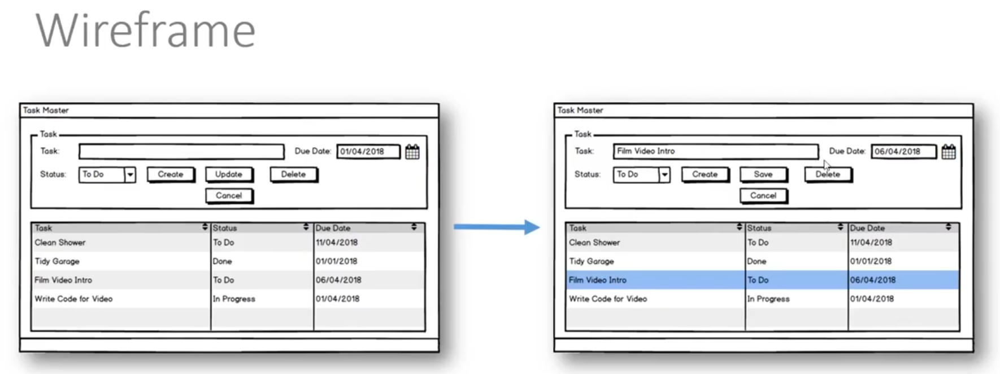 Wireframe
Task Master
Task
Task: Due Date: 01/04/2018
Status: To Do Create Update Delete
Cancel
Task Status Due Date
Clean Shower To Do 11/04/2018
Tidy Garage Done 01/01/2018
Film Video Intro To Do 06/04/2018
Write Code for Video In Progress 01/04/2018
Task Master
Task
Task: Film Video Intro Due Date: 06/04/2018
Status: To Do Create Save Delete
Cancel
Task Status Due Date
Clean Shower To Do 11/04/2018
Tidy Garage Done 01/01/2018
Film Video Intro To Do 06/04/2018
Write Code for Video In Progress 01/04/2018